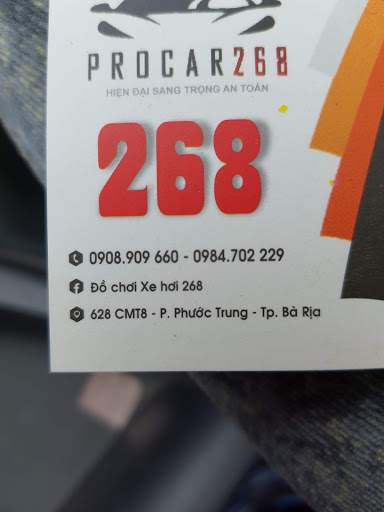 PROCAR268
HIỆN ĐẠI SANG TRỌNG AN TOÀN
268
0908.909 660 - 0984.702 229
Đồ chơi Xe hơi 268
628 CMT8 - P. Phước Trung - Tp. Bà Rịa